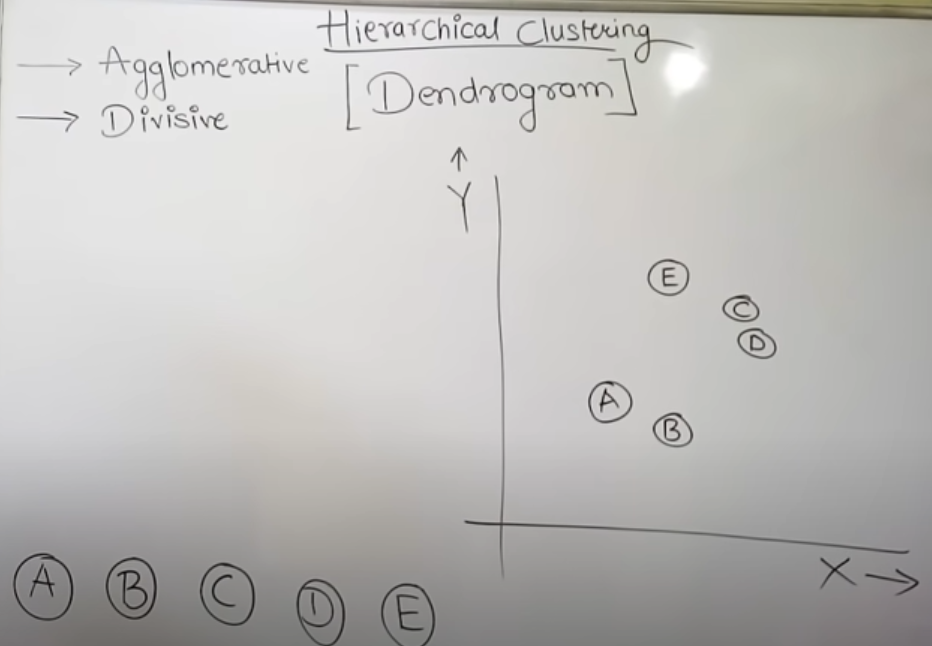 Hierarchical Clustering
→ Agglomerative
[Dendrogram]
→ Divisive
↑
Y
E
C
D
A
B
X →
A B C D E